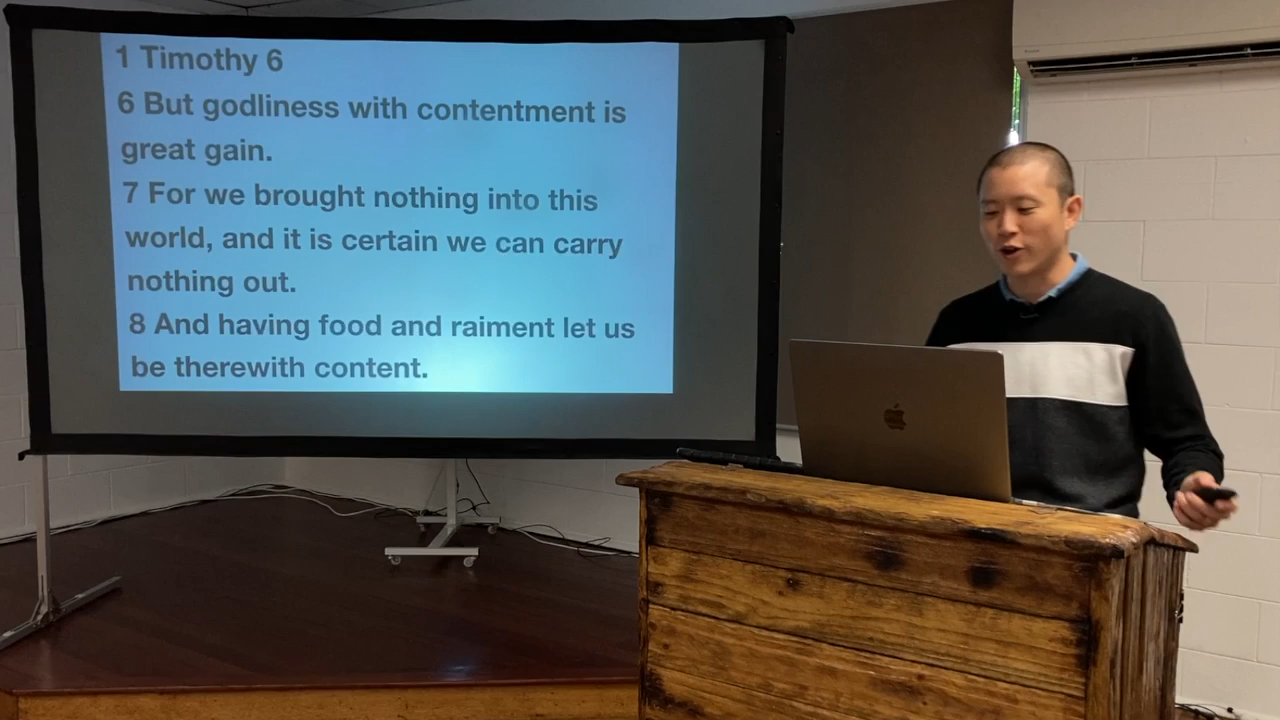 1 Timothy 6
6 But godliness with contentment is
great gain.
7 For we brought nothing into this
world, and it is certain we can carry
nothing out.
8 And having food and raiment let us
be therewith content.